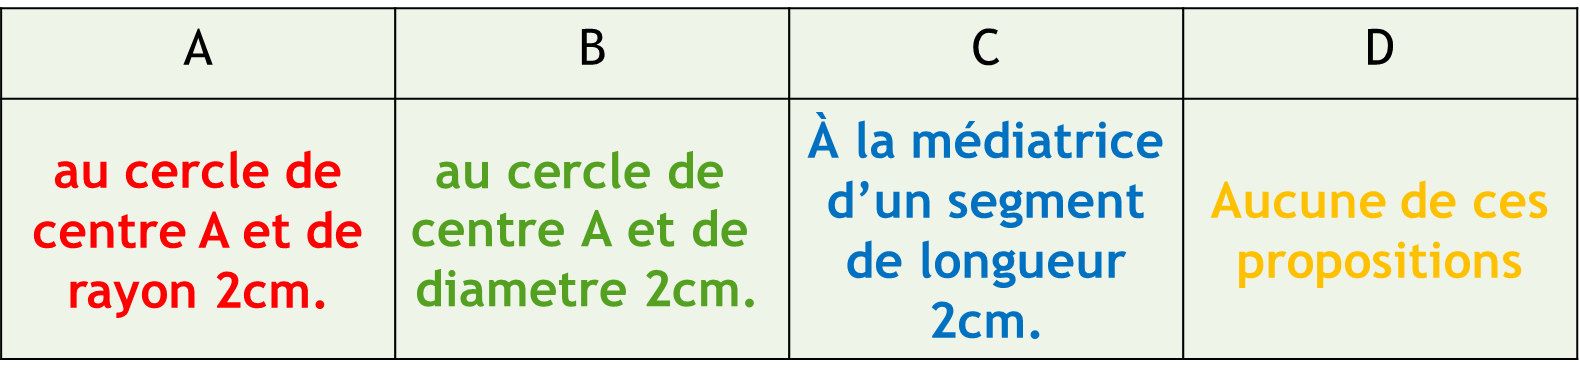 A
B
C
D
au cercle de
centre A et de
rayon 2cm.
au cercle de
centre A et de
diametre 2cm.
À la médiatrice
d’un segment
de longueur
2cm.
Aucune de ces
propositions